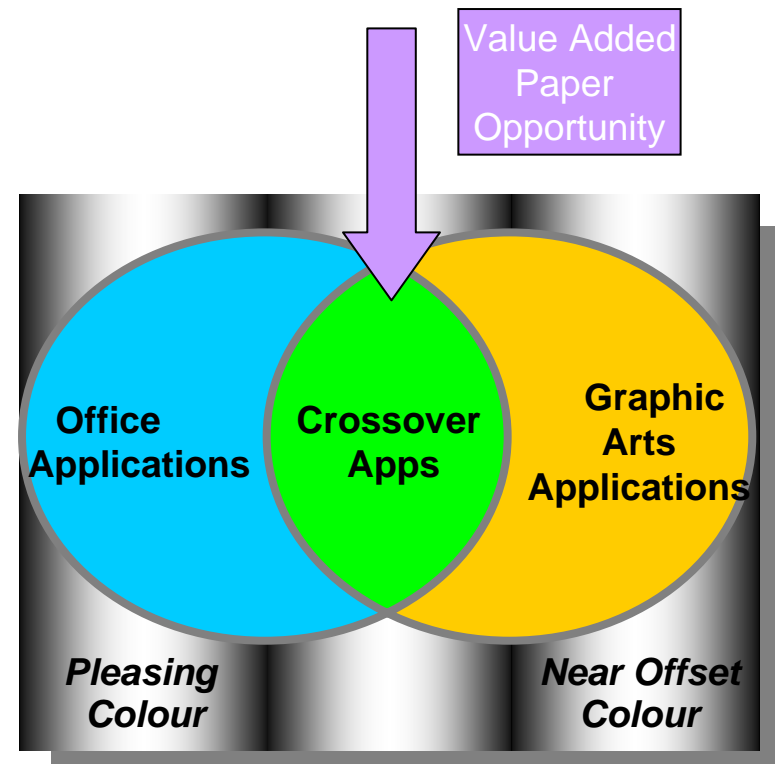 Value Added
Paper
Opportunity
Office
Applications
Crossover
Apps
Graphic
Arts
Applications
Pleasing
Colour
Near Offset
Colour